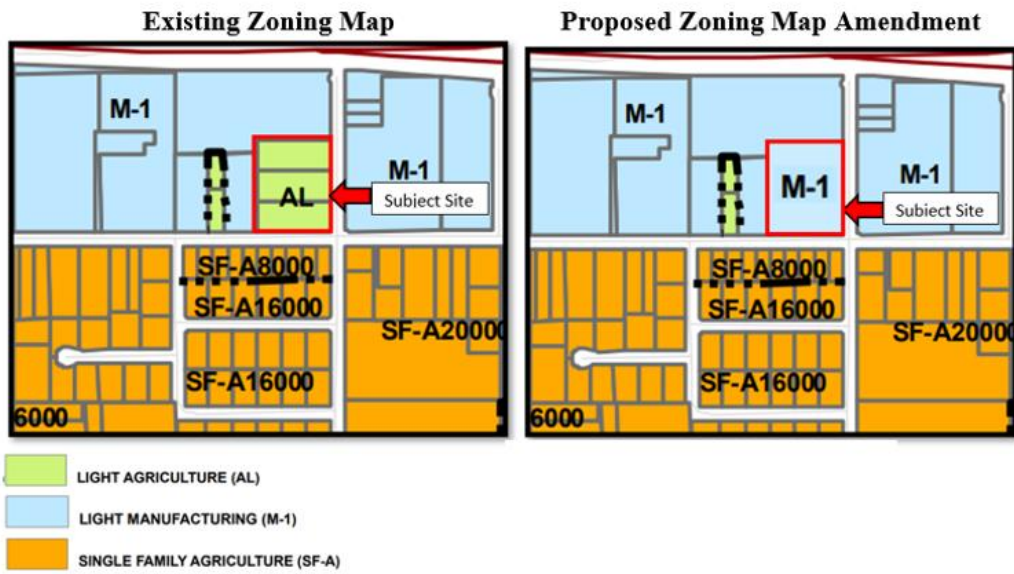 Existing Zoning Map
Proposed Zoning Map Amendment
M-1
AL
M-1
Subject Site
SF-A8000
SF-A16000
SF-A20000
SF-A16000
6000
M-1
M-1
M-1
Subject Site
SF-A8000
SF-A16000
SF-A20000
SF-A16000
6000
LIGHT AGRICULTURE (AL)
LIGHT MANUFACTURING (M-1)
SINGLE FAMILY AGRICULTURE (SF-A)